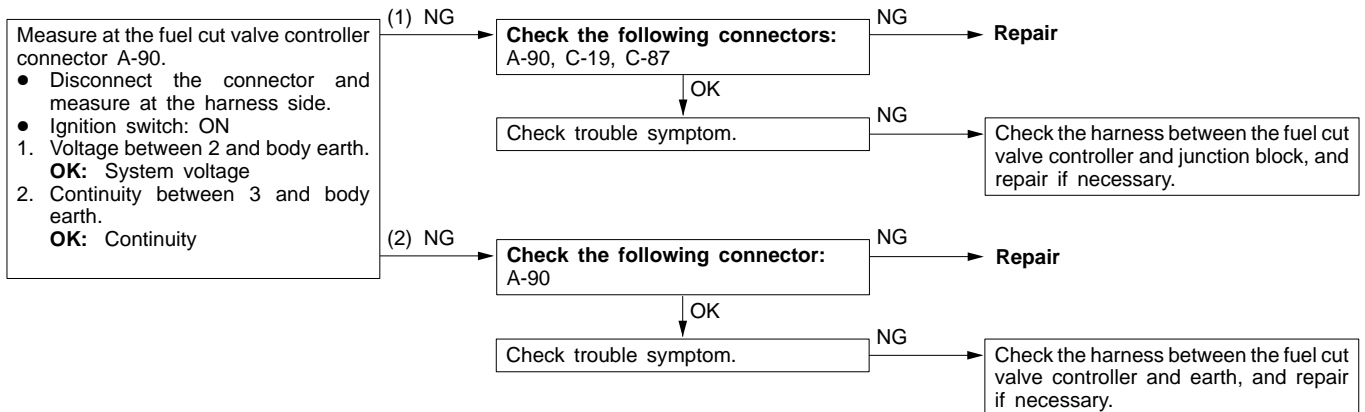 Measure at the fuel cut valve controller
connector A-90.
● Disconnect the connector and
measure at the harness side.
● Ignition switch: ON
1. Voltage between 2 and body earth.
OK: System voltage
2. Continuity between 3 and body
earth.
OK: Continuity
(1) NG
Check the following connectors:
A-90, C-19, C-87
NG
Repair
OK
Check trouble symptom.
NG
Check the harness between the fuel cut
valve controller and junction block, and
repair if necessary.
(2) NG
Check the following connector:
A-90
NG
Repair
OK
Check trouble symptom.
NG
Check the harness between the fuel cut
valve controller and earth, and repair
if necessary.